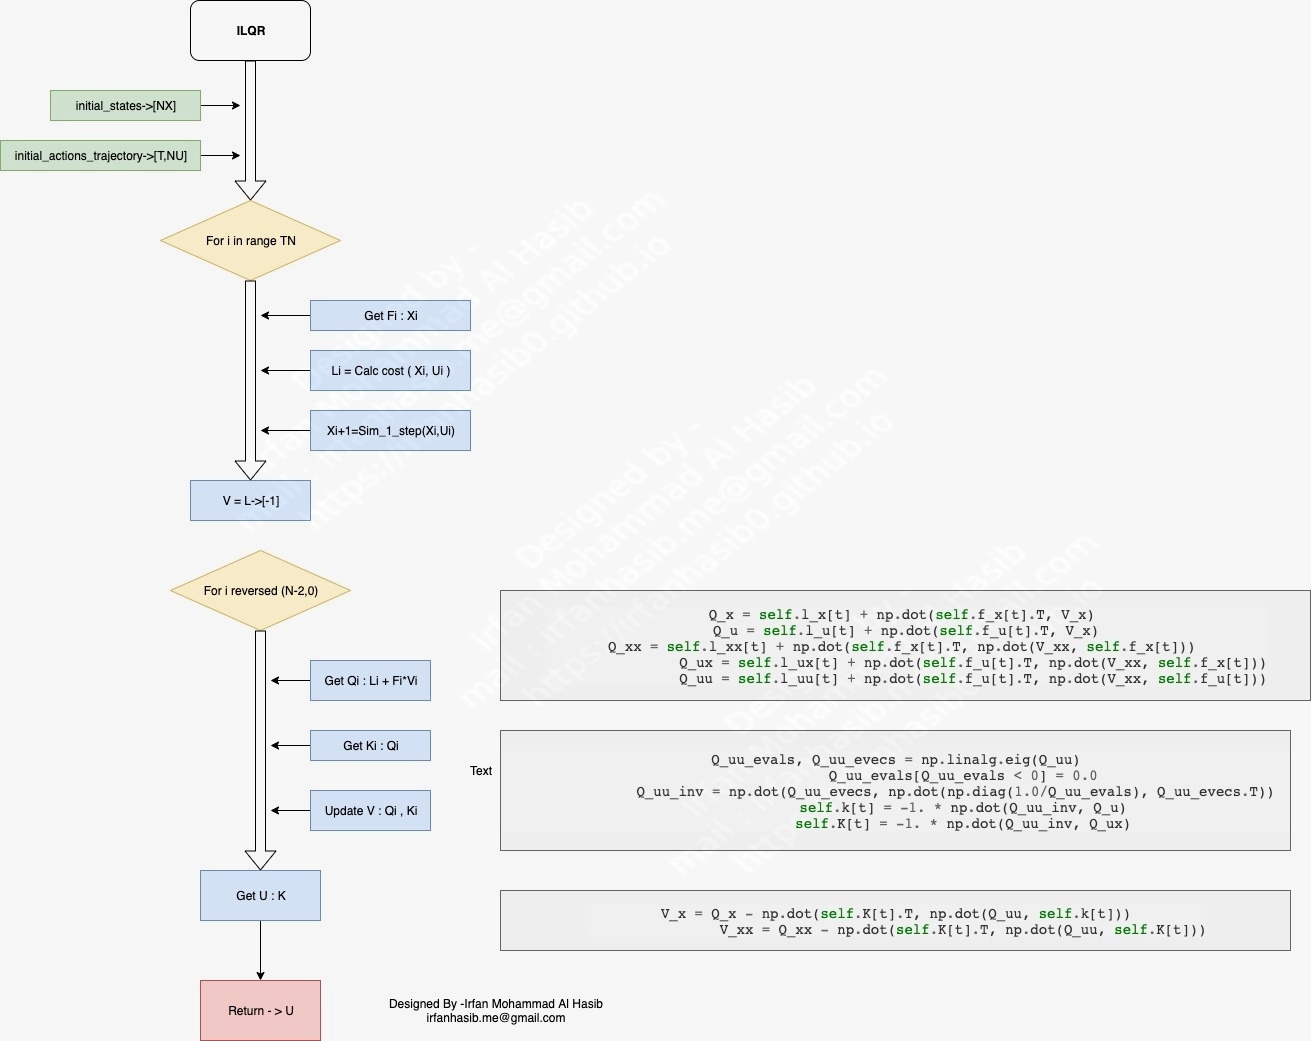 ILQR
initial_states->[NX]
initial_actions_trajectory->[T,NU]
For i in range TN
Get Fi : Xi
Li = Calc cost ( Xi, Ui )
Xi+1=Sim_1_step(Xi,Ui)
V = L->[-1]
For i reversed (N-2,0)
Get Qi : Li + Fi*Vi
Get Ki : Qi
Update V : Qi , Ki
Get U : K
Return - > U
Q_x = self.l_x[t] + np.dot(self.f_x[t].T, V_x)
Q_u = self.l_u[t] + np.dot(self.f_u[t].T, V_x)
Q_xx = self.l_xx[t] + np.dot(self.f_x[t].T, np.dot(V_xx, self.f_x[t]))
Q_ux = self.l_ux[t] + np.dot(self.f_u[t].T, np.dot(V_xx, self.f_x[t]))
Q_uu = self.l_uu[t] + np.dot(self.f_u[t].T, np.dot(V_xx, self.f_u[t]))
Text
Q_uu_evals, Q_uu_evecs = np.linalg.eig(Q_uu)
Q_uu_evals[Q_uu_evals < 0] = 0.0
Q_uu_inv = np.dot(Q_uu_evecs, np.dot(np.diag(1.0/Q_uu_evals), Q_uu_evecs.T))
self.k[t] = -1. * np.dot(Q_uu_inv, Q_u)
self.K[t] = -1. * np.dot(Q_uu_inv, Q_ux)
V_x = Q_x - np.dot(self.K[t].T, np.dot(Q_uu, self.k[t]))
V_xx = Q_xx - np.dot(self.K[t].T, np.dot(Q_uu, self.K[t]))
Designed By -Irfan Mohammad Al Hasib
irfanhasib.me@gmail.com
Designed by -
Irfan Mohammad Al Hasib
mail : irfanhasib.me@gmail.com
https://irfanhasib0.github.io